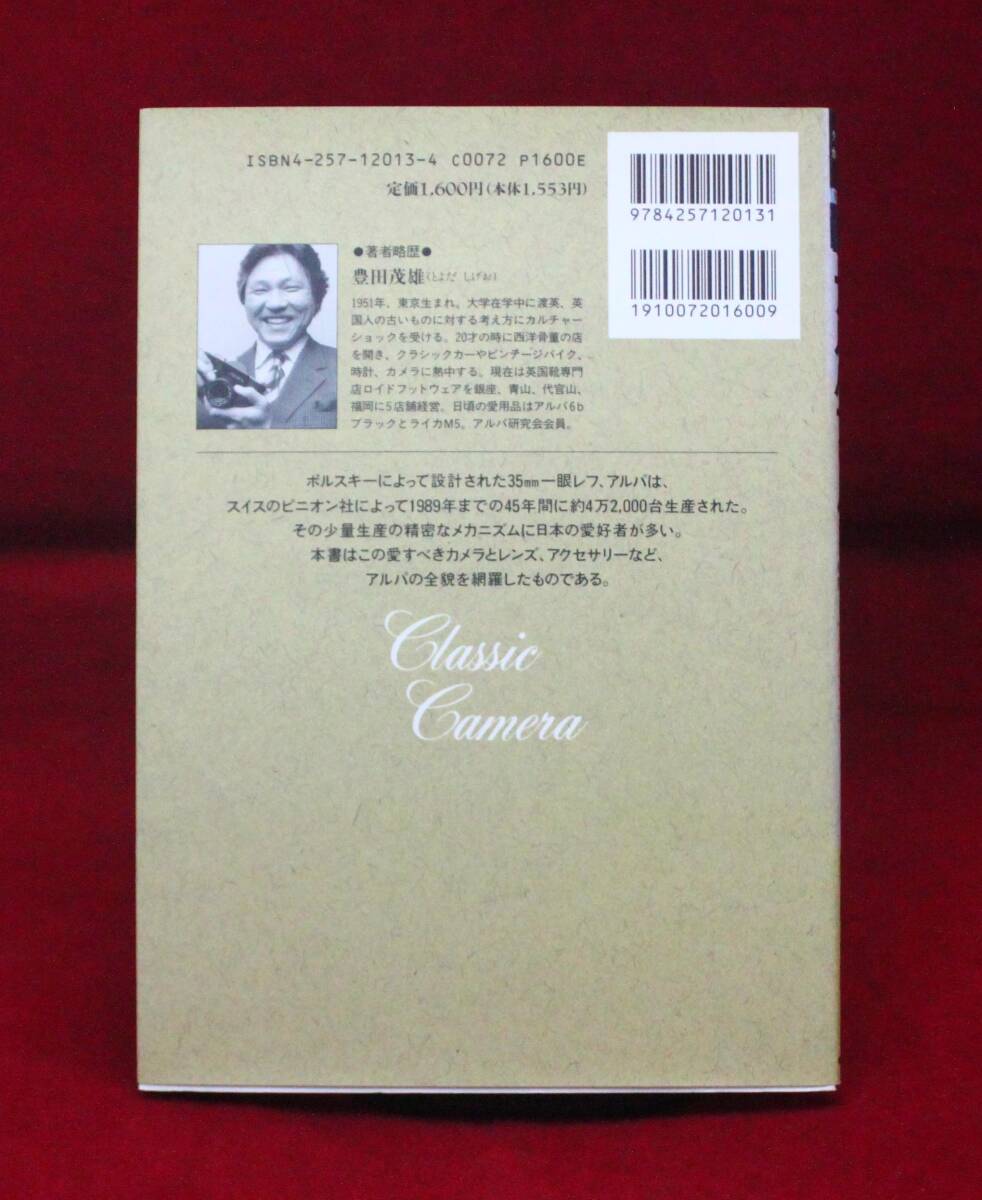 ISBN4-257-12013-4 C0072 P1600E
定価1,600円(本体1,553円)
9784257120131
1910072016009
●著者略歴●
豊田茂雄(とよだ しげお)
1951年、東京生まれ。大学在学中に渡英、英
国人の古いものに対する考え方にカルチャー
ショックを受ける。20才の時に西洋骨董の店
を開き、クラシックカーやビンテージバイク、
時計、カメラに熱中する。現在は英国靴専門
店ロイドフットウェアを銀座、青山、代官山、
福岡に5店舗経営。日頃の愛用品はアルパ6b
ブラックとライカM5。アルパ研究会会員。
ボルスキーによって設計された35mm一眼レフ、アルパは、
スイスのピニオン社によって1989年までの45年間に約4万2,000台生産された。
その少量生産の精密なメカニズムに日本の愛好者が多い。
本書はこの愛すべきカメラとレンズ、アクセサリーなど、
アルパの全貌を網羅したものである。
Classic
Camera